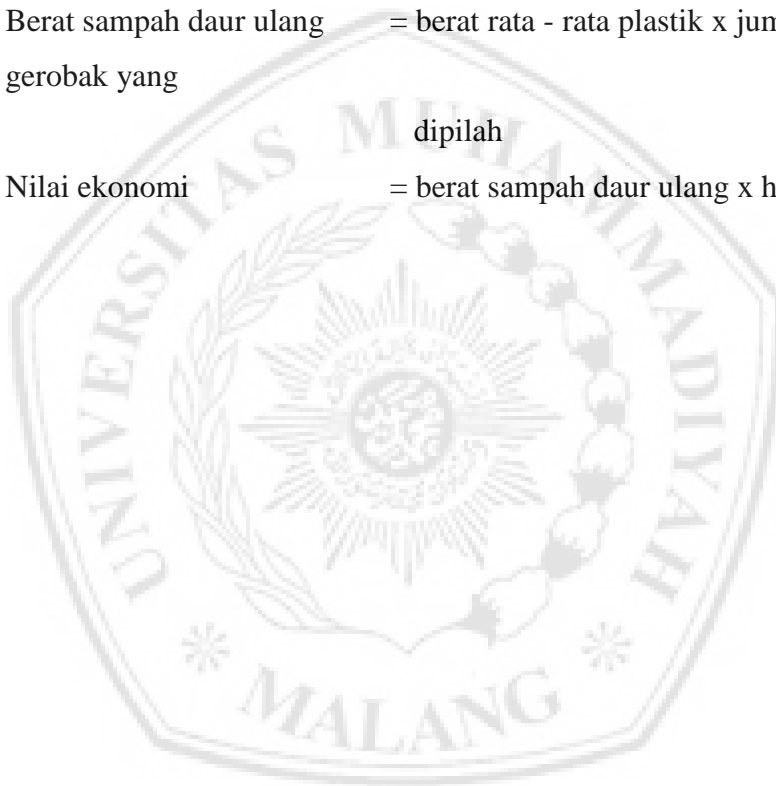 Berat sampah daur ulang = berat rata - rata plastik x
gerobak yang
dipilah
Nilai ekonomi = berat sampah daur ulang x
UNIVERSITAS MUHAMMADIYAH
MALANG